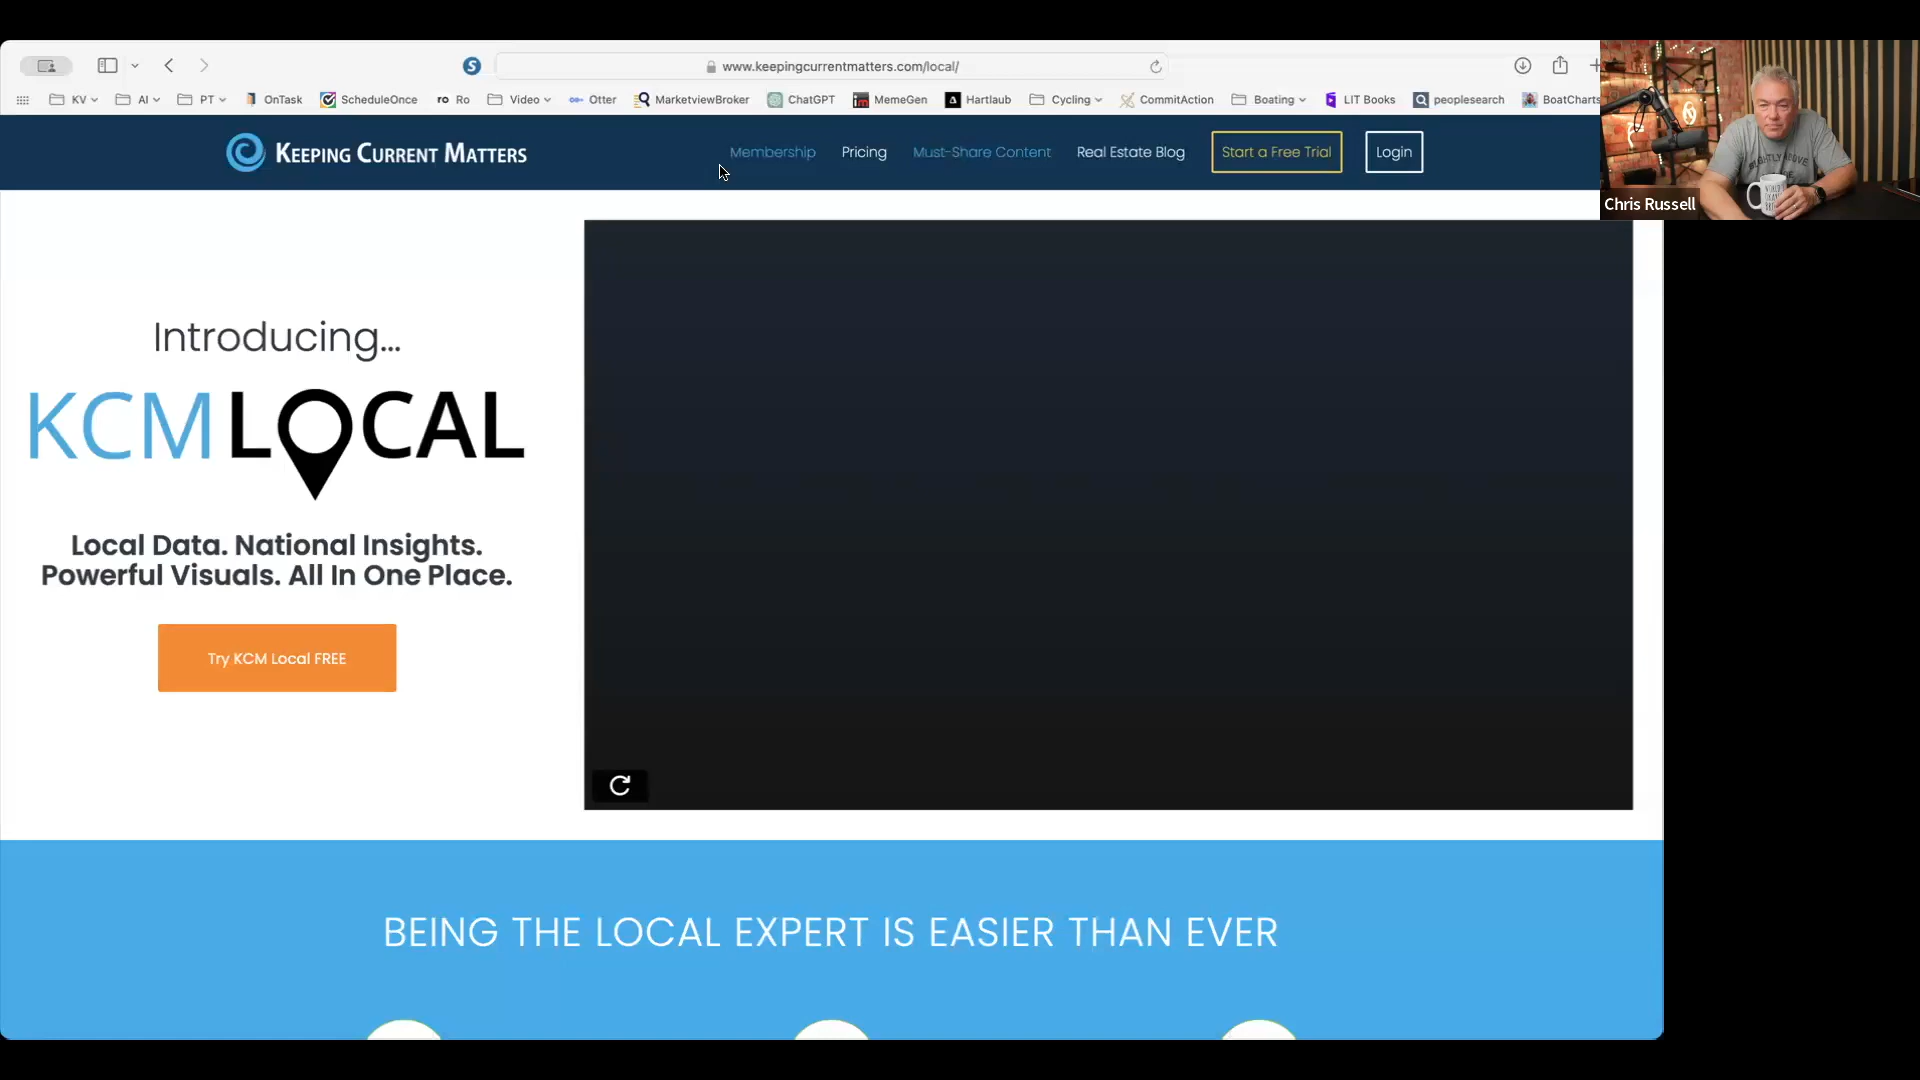 www.keepingcurrentmatters.com/local/
KV AI PT OnTask ScheduleOnce ro Ro Video Otter MarketviewBroker ChatGPT im MemeGen Hartlaub Cycling CommitAction Boating LIT Books peoplesearch BoatCharts
KEEPING CURRENT MATTERS Membership Pricing Must-Share Content Real Estate Blog Start a Free Trial Login
Chris Russell
Introducing...
KCM LOCAL
Local Data. National Insights.
Powerful Visuals. All In One Place.
Try KCM Local FREE
BEING THE LOCAL EXPERT IS EASIER THAN EVER